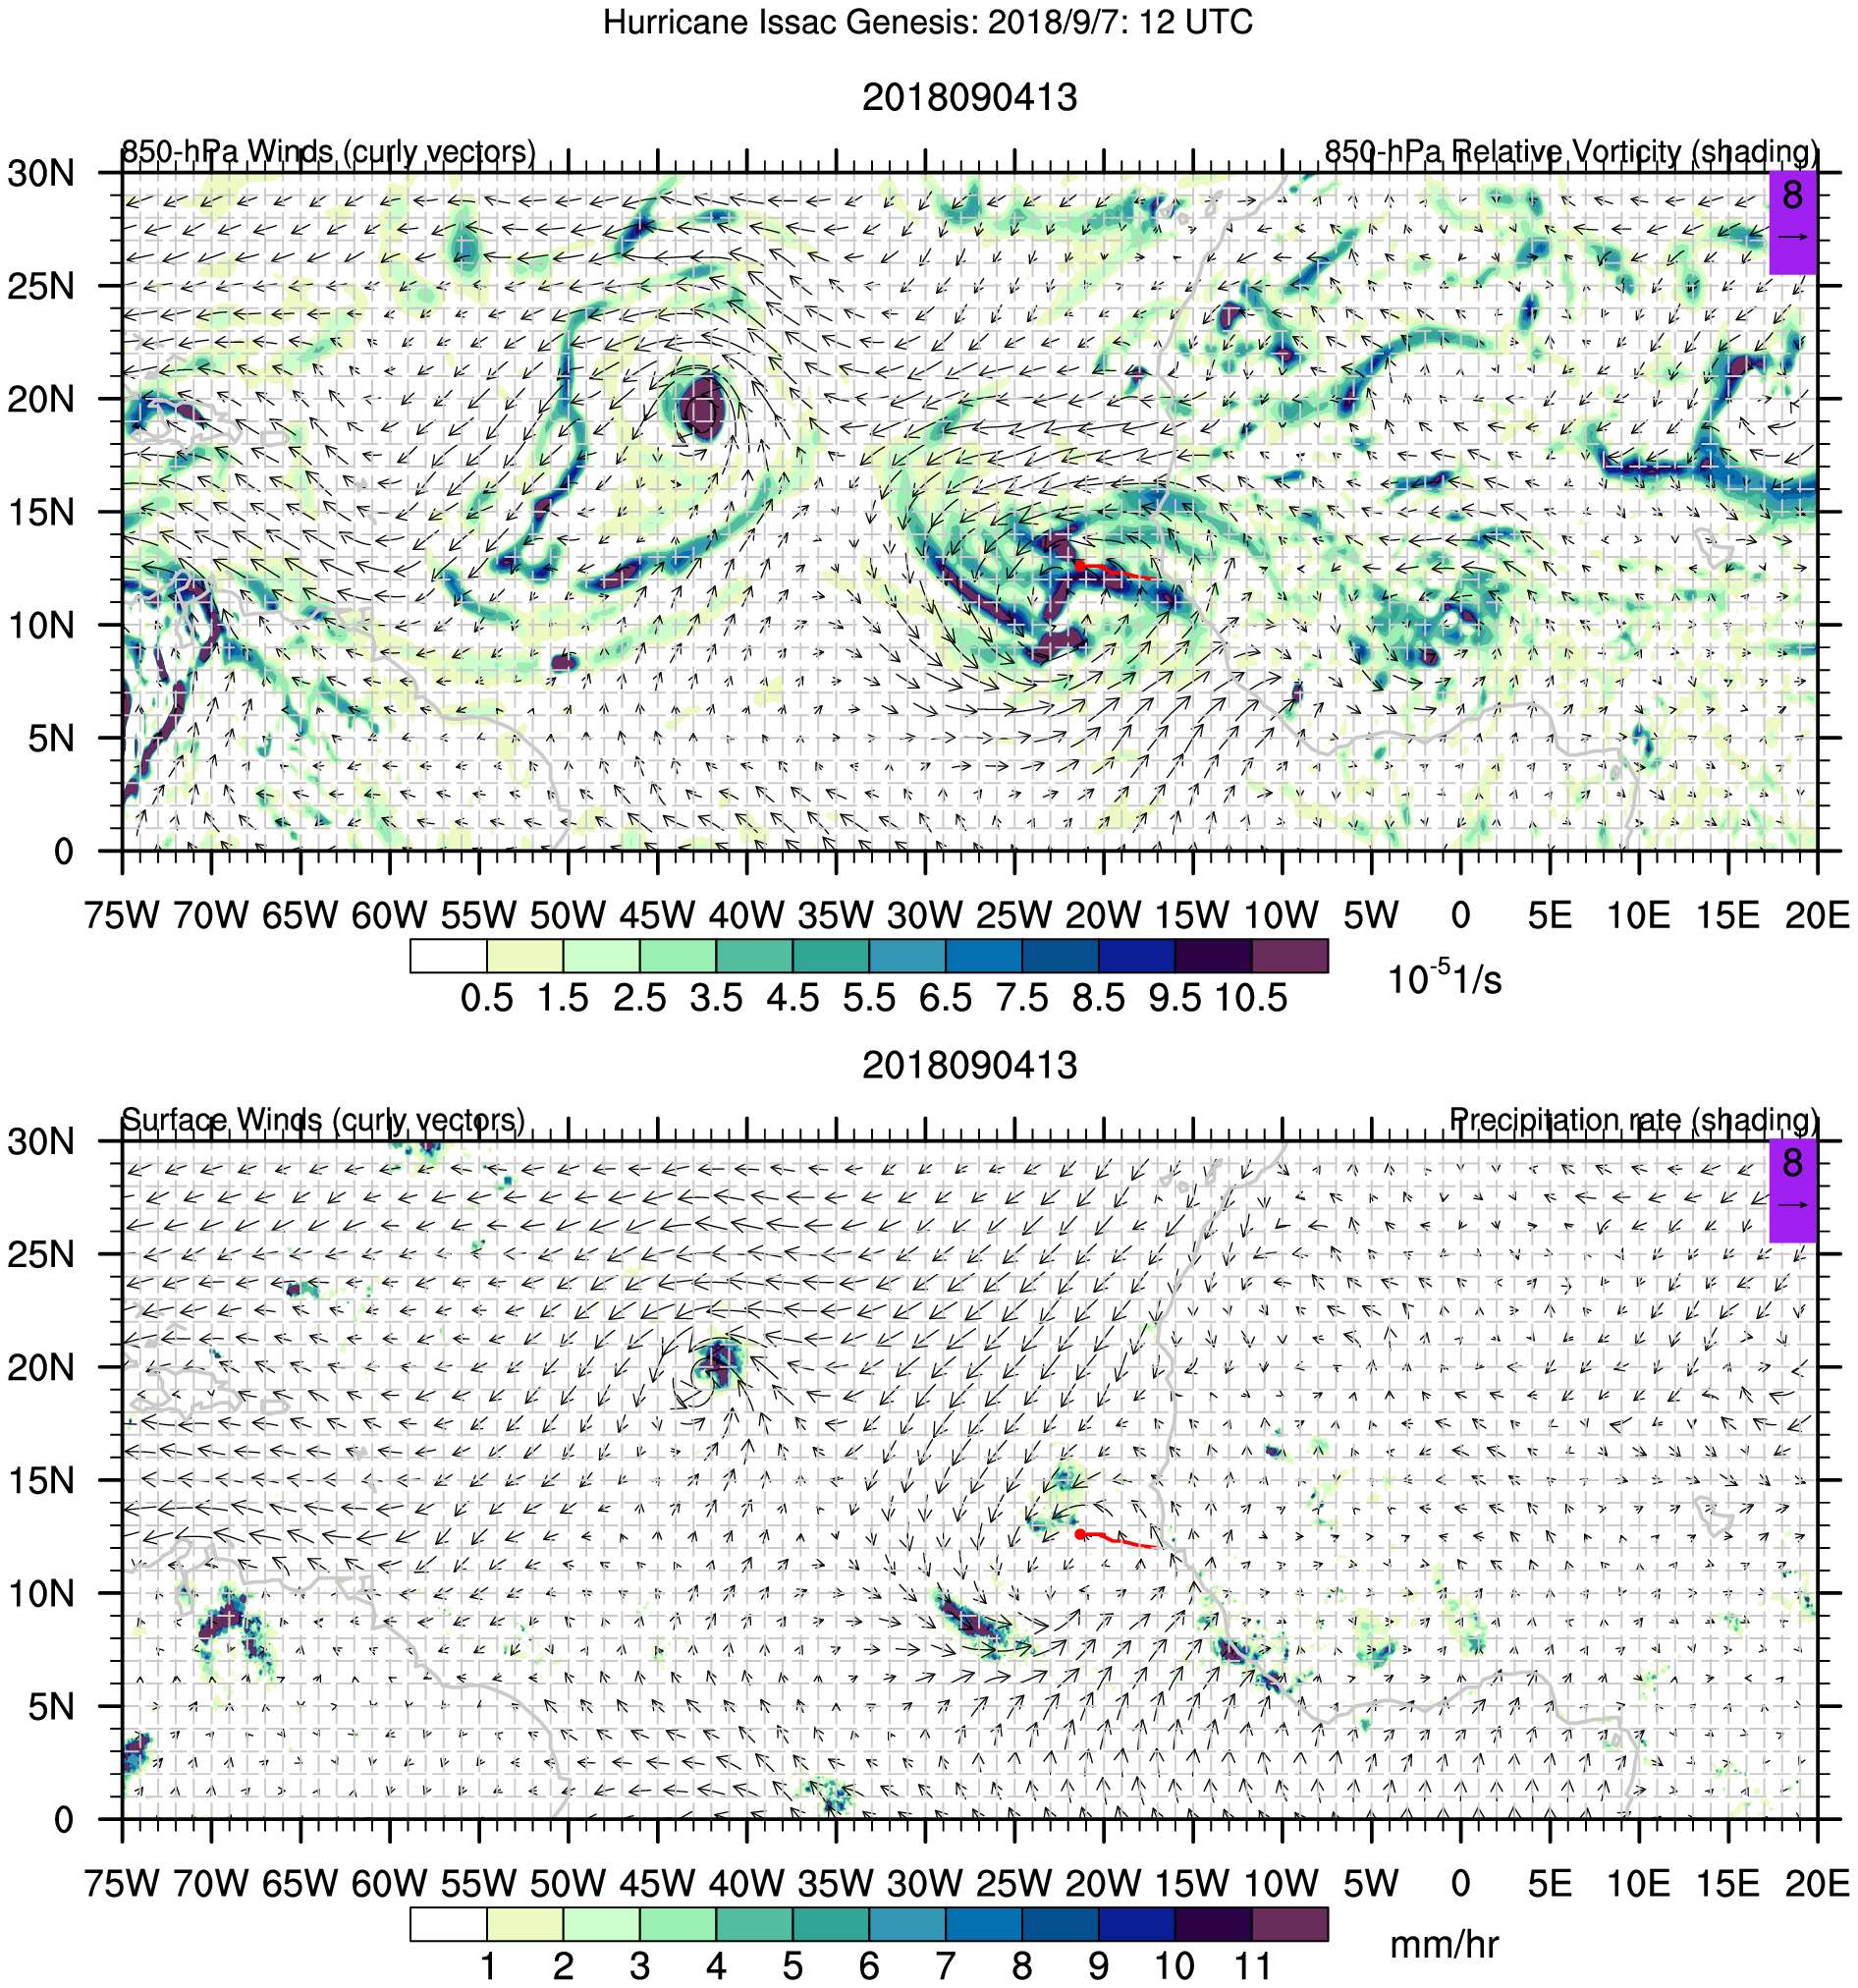 Hurricane Issac Genesis: 2018/9/7: 12 UTC
2018090413
850-hPa Winds (curly vectors) 850-hPa Relative Vorticity (shading)
8
30N
25N
20N
15N
10N
5N
0
75W 70W 65W 60W 55W 50W 45W 40W 35W 30W 25W 20W 15W 10W 5W 0 5E 10E 15E 20E
0.5 1.5 2.5 3.5 4.5 5.5 6.5 7.5 8.5 9.5 10.5
10⁻⁵1/s
2018090413
Surface Winds (curly vectors) Precipitation rate (shading)
8
30N
25N
20N
15N
10N
5N
0
75W 70W 65W 60W 55W 50W 45W 40W 35W 30W 25W 20W 15W 10W 5W 0 5E 10E 15E 20E
1 2 3 4 5 6 7 8 9 10 11
mm/hr